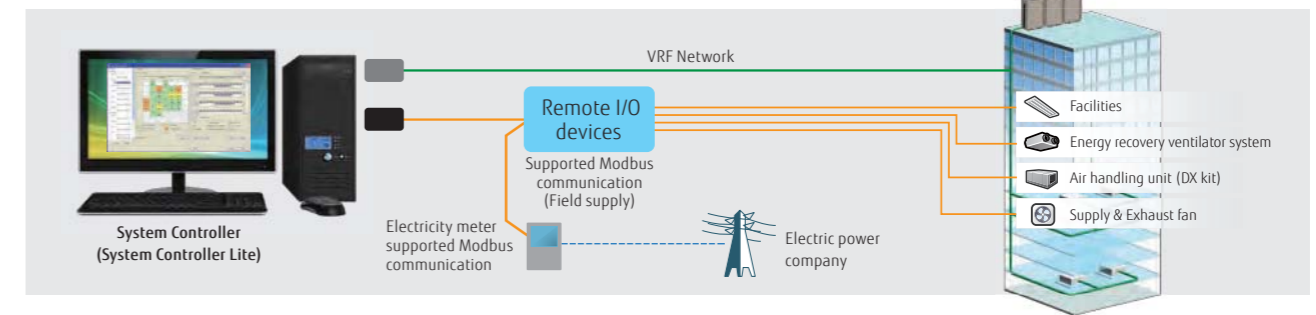 VRF Network
Remote I/O
devices
Supported Modbus
communication
(Field supply)
Facilities
Energy recovery ventilator system
Air handling unit (DX kit)
Supply & Exhaust fan
System Controller
(System Controller Lite)
Electricity meter
supported Modbus
communication
Electric power
company